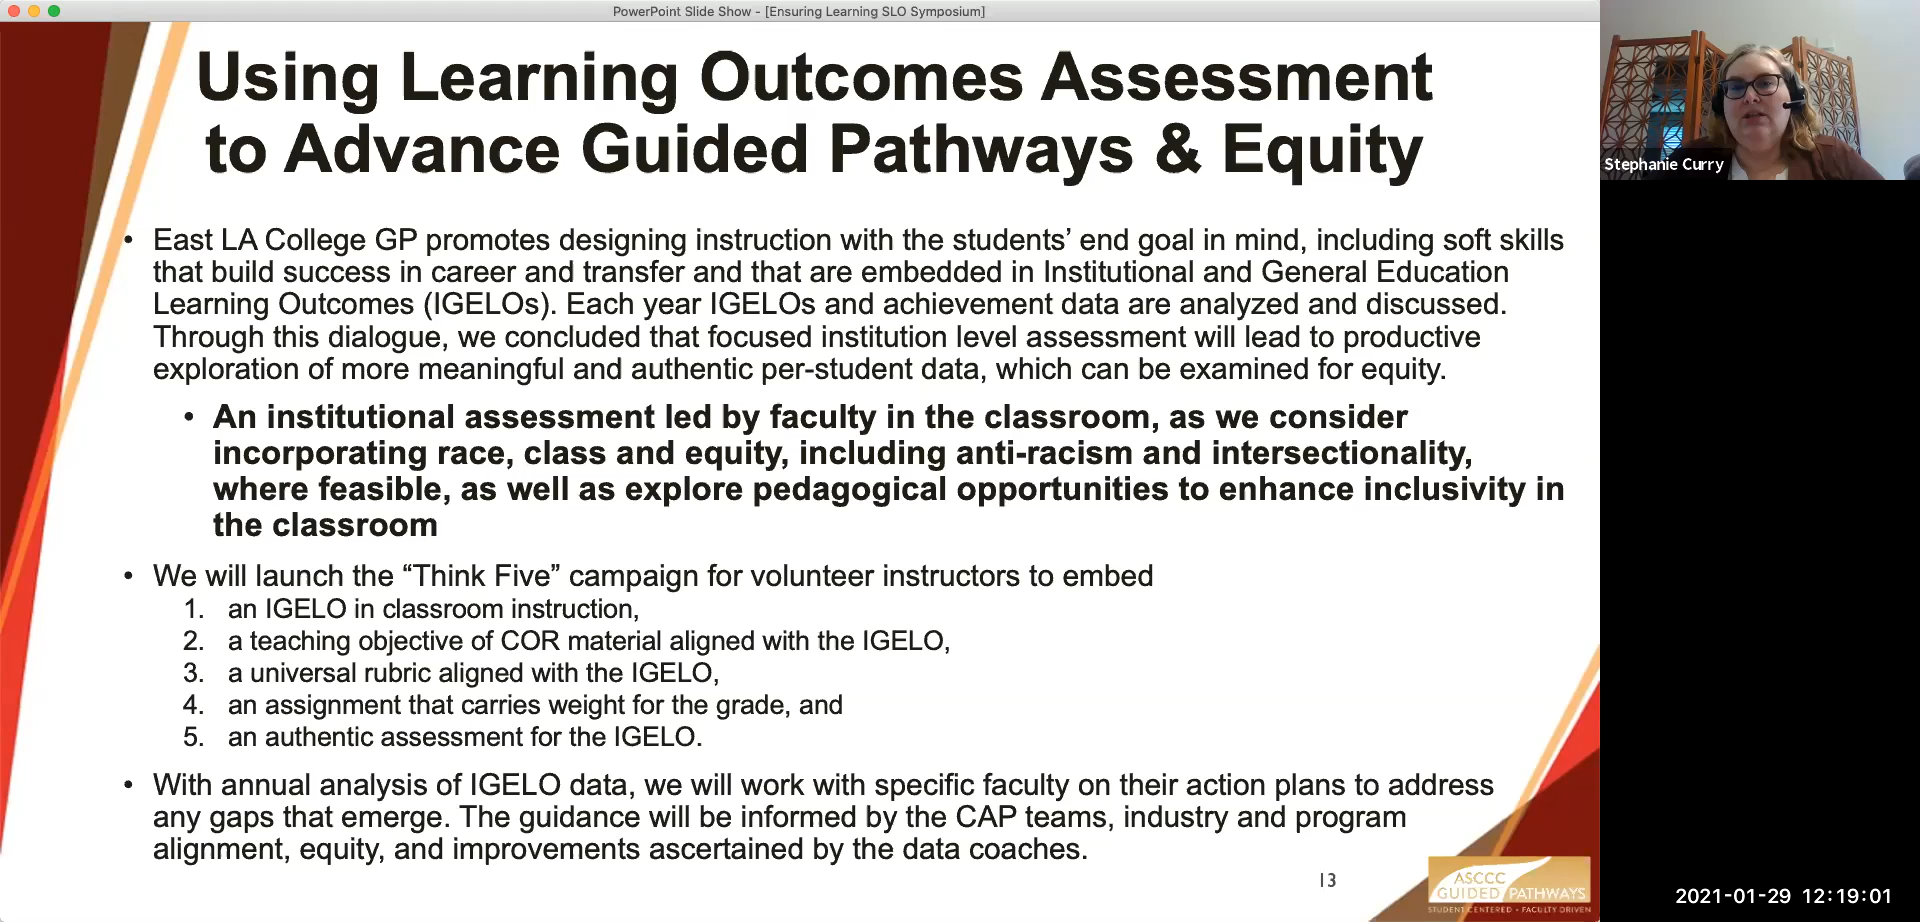 PowerPoint Slide Show - [Ensuring Learning SLO Symposium]
Using Learning Outcomes Assessment
to Advance Guided Pathways & Equity
• East LA College GP promotes designing instruction with the students’ end goal in mind, including soft skills
that build success in career and transfer and that are embedded in Institutional and General Education
Learning Outcomes (IGELOs). Each year IGELOs and achievement data are analyzed and discussed.
Through this dialogue, we concluded that focused institution level assessment will lead to productive
exploration of more meaningful and authentic per-student data, which can be examined for equity.
• An institutional assessment led by faculty in the classroom, as we consider
incorporating race, class and equity, including anti-racism and intersectionality,
where feasible, as well as explore pedagogical opportunities to enhance inclusivity in
the classroom
• We will launch the “Think Five” campaign for volunteer instructors to embed
1. an IGELO in classroom instruction,
2. a teaching objective of COR material aligned with the IGELO,
3. a universal rubric aligned with the IGELO,
4. an assignment that carries weight for the grade, and
5. an authentic assessment for the IGELO.
• With annual analysis of IGELO data, we will work with specific faculty on their action plans to address
any gaps that emerge. The guidance will be informed by the CAP teams, industry and program
alignment, equity, and improvements ascertained by the data coaches.
13
ASCCC
GUIDED PATHWAYS
STUDENT CENTERED • FACULTY DRIVEN
Stephanie Curry
2021-01-29 12:19:01